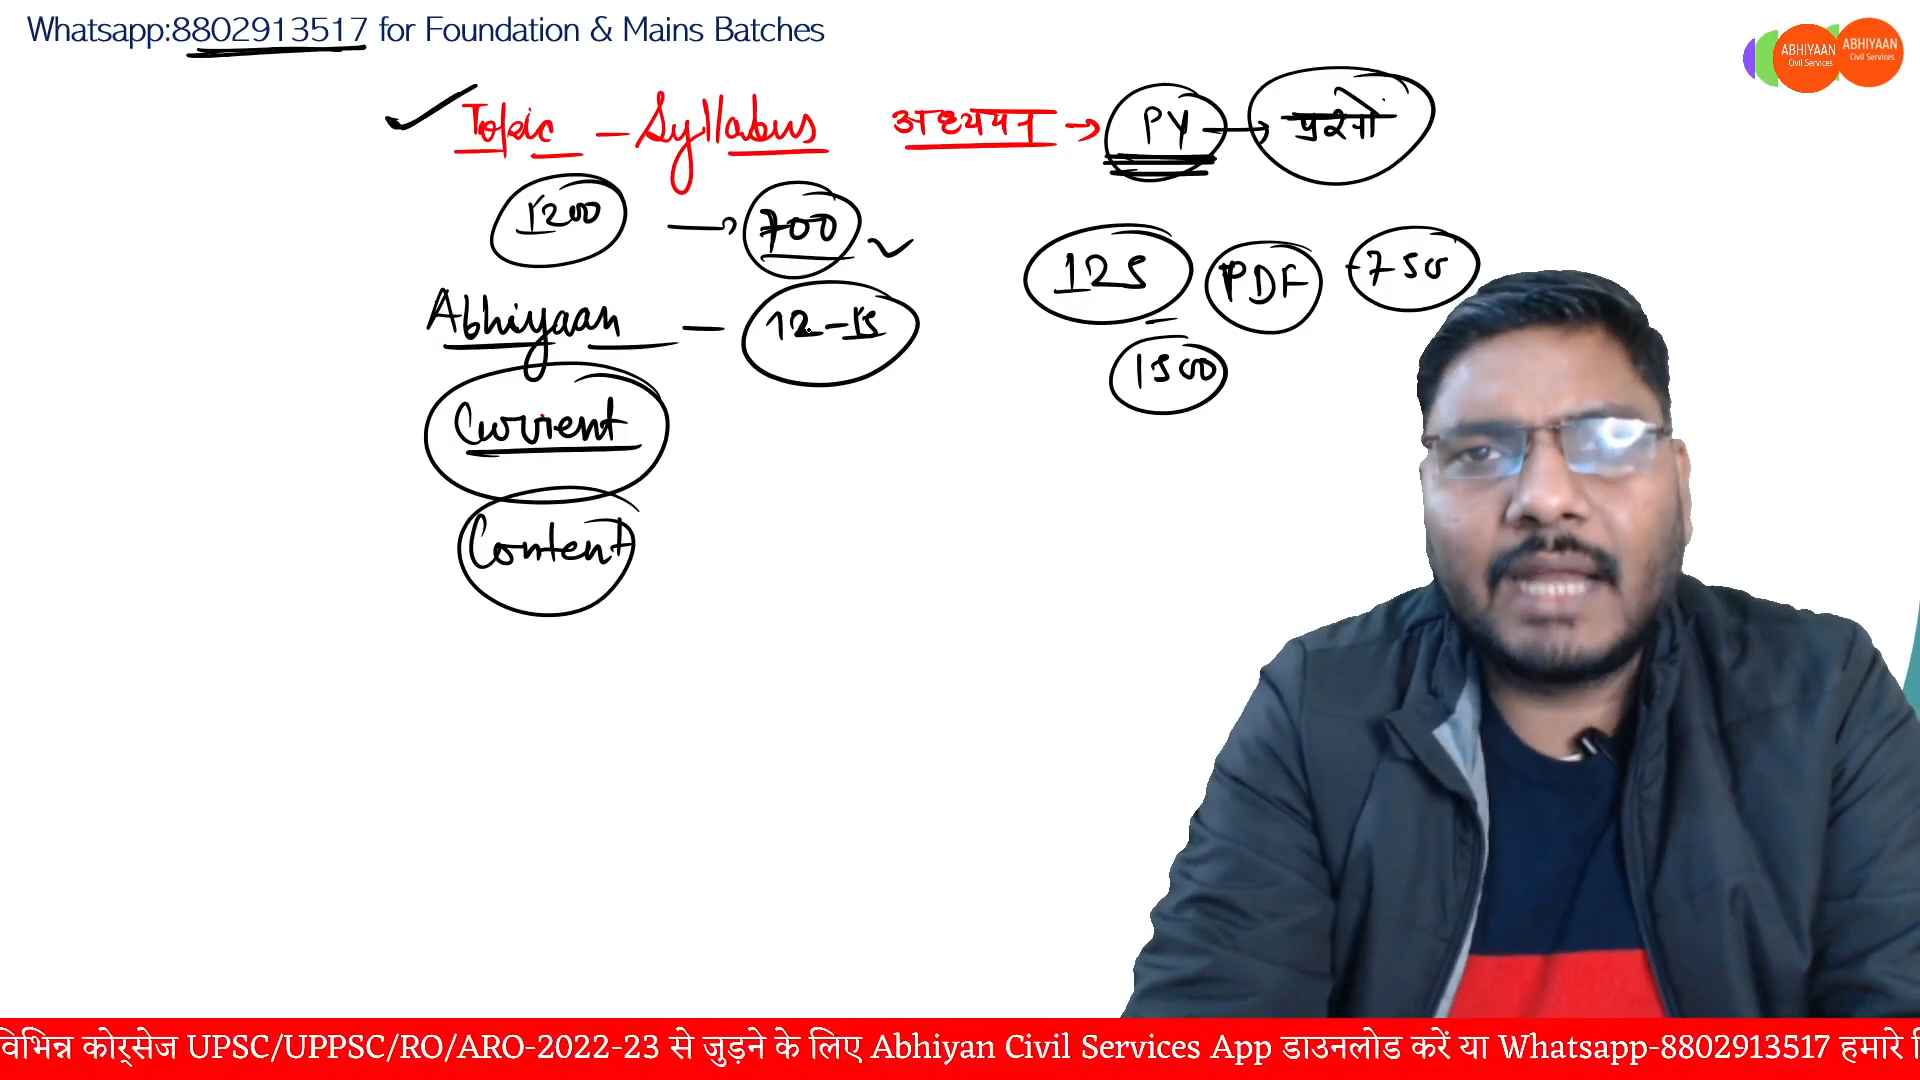 Whatsapp:8802913517 for Foundation & Mains Batches
ABHIYAAN
Civil Services
ABHIYAAN
Civil Services
Topic - Syllabus अध्ययन → PY → प्रश्नों
1200 → 700
125 PDF 750
Abhiyaan - 12-15
1500
Current
Content
विभिन्न कोर्सेज UPSC/UPPSC/RO/ARO-2022-23 से जुड़ने के लिए Abhiyan Civil Services App डाउनलोड करें या Whatsapp-8802913517 हमारे